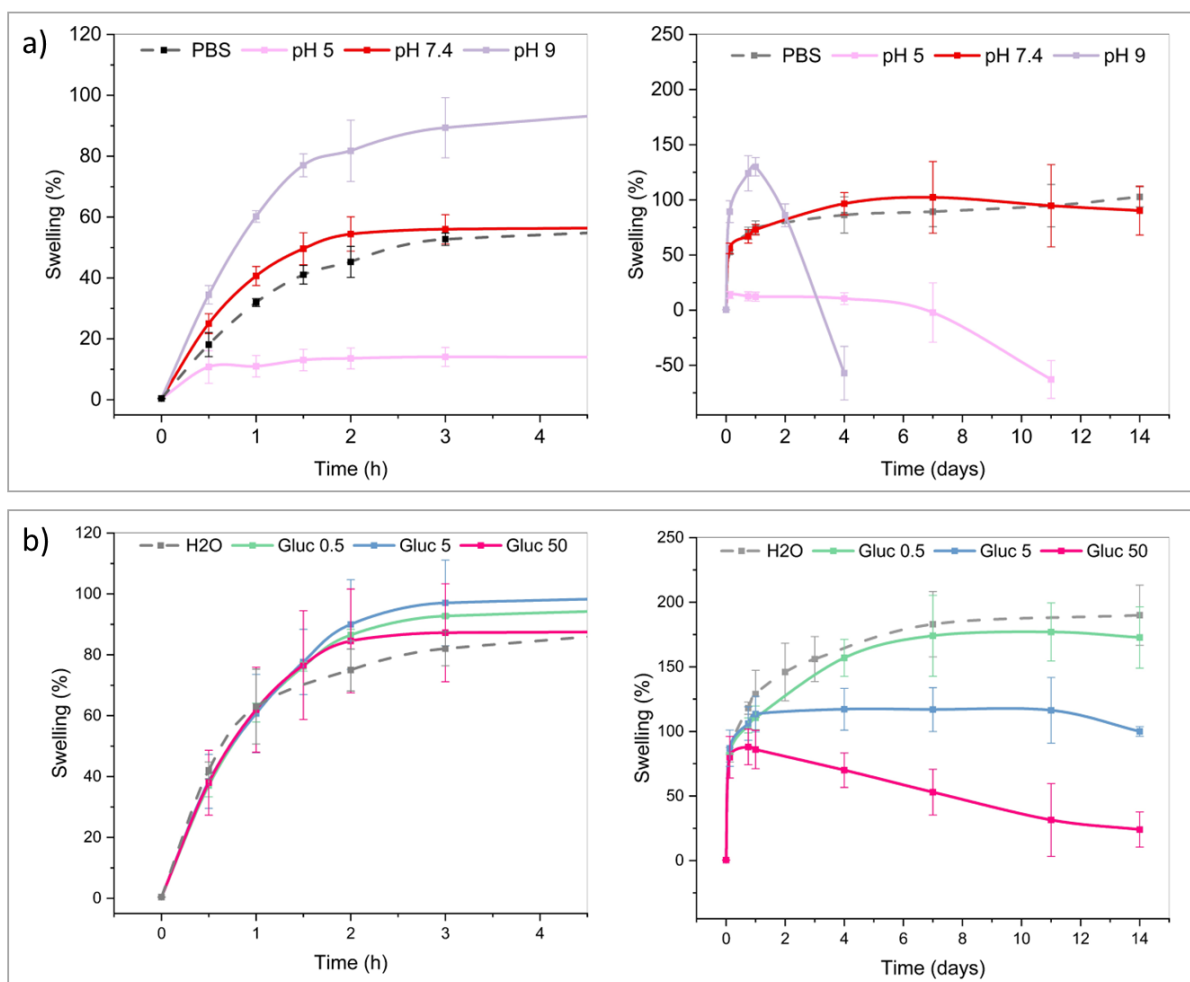 a)
PBS pH 5 pH 7.4 pH 9
120
100
80
60
40
20
0
Swelling (%)
0 1 2 3 4
Time (h)
PBS pH 5 pH 7.4 pH 9
250
200
150
100
50
0
-50
Swelling (%)
0 2 4 6 8 10 12 14
Time (days)
b)
H2O Gluc 0.5 Gluc 5 Gluc 50
120
100
80
60
40
20
0
Swelling (%)
0 1 2 3 4
Time (h)
H2O Gluc 0.5 Gluc 5 Gluc 50
250
200
150
100
50
0
Swelling (%)
0 2 4 6 8 10 12 14
Time (days)